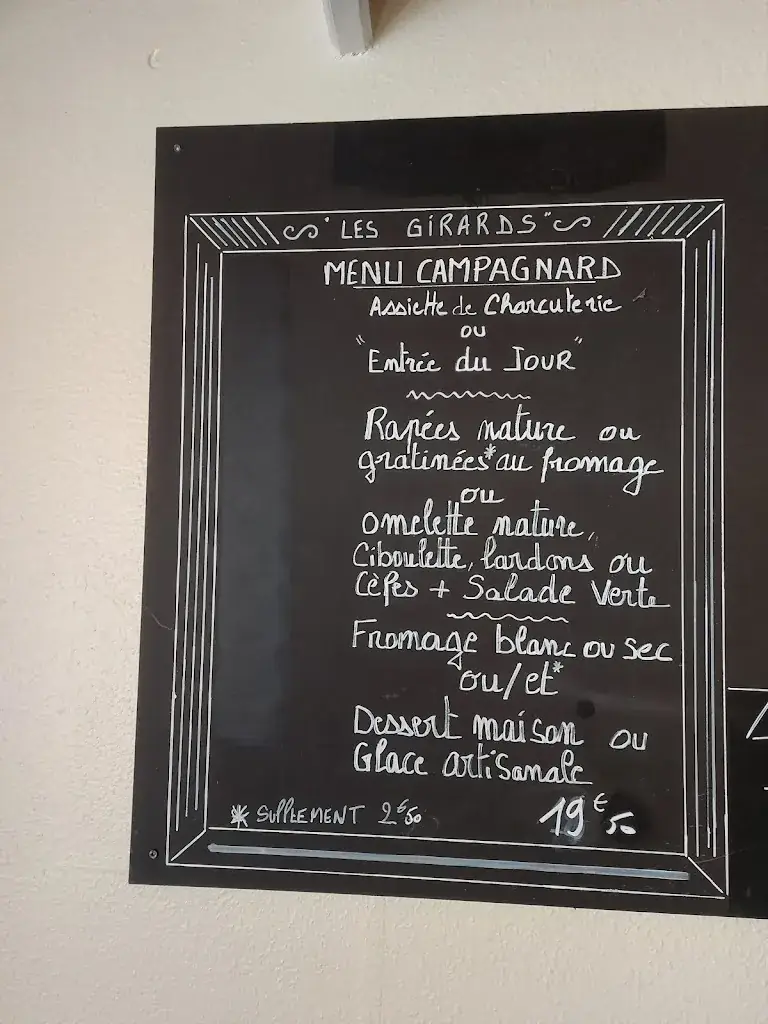 "LES GIRARDS"
MENU CAMPAGNARD
Assiette de Charcuterie
ou
"Entrée du JOUR"
Rapées nature ou
gratinées*au fromage
ou
omelette nature,
Ciboulette, lardons ou
Cèpes + Salade Verte
Fromage blanc ou sec
ou/et*
Dessert maison ou
Glace artisanale
* SUPPLEMENT 2€50
19€50